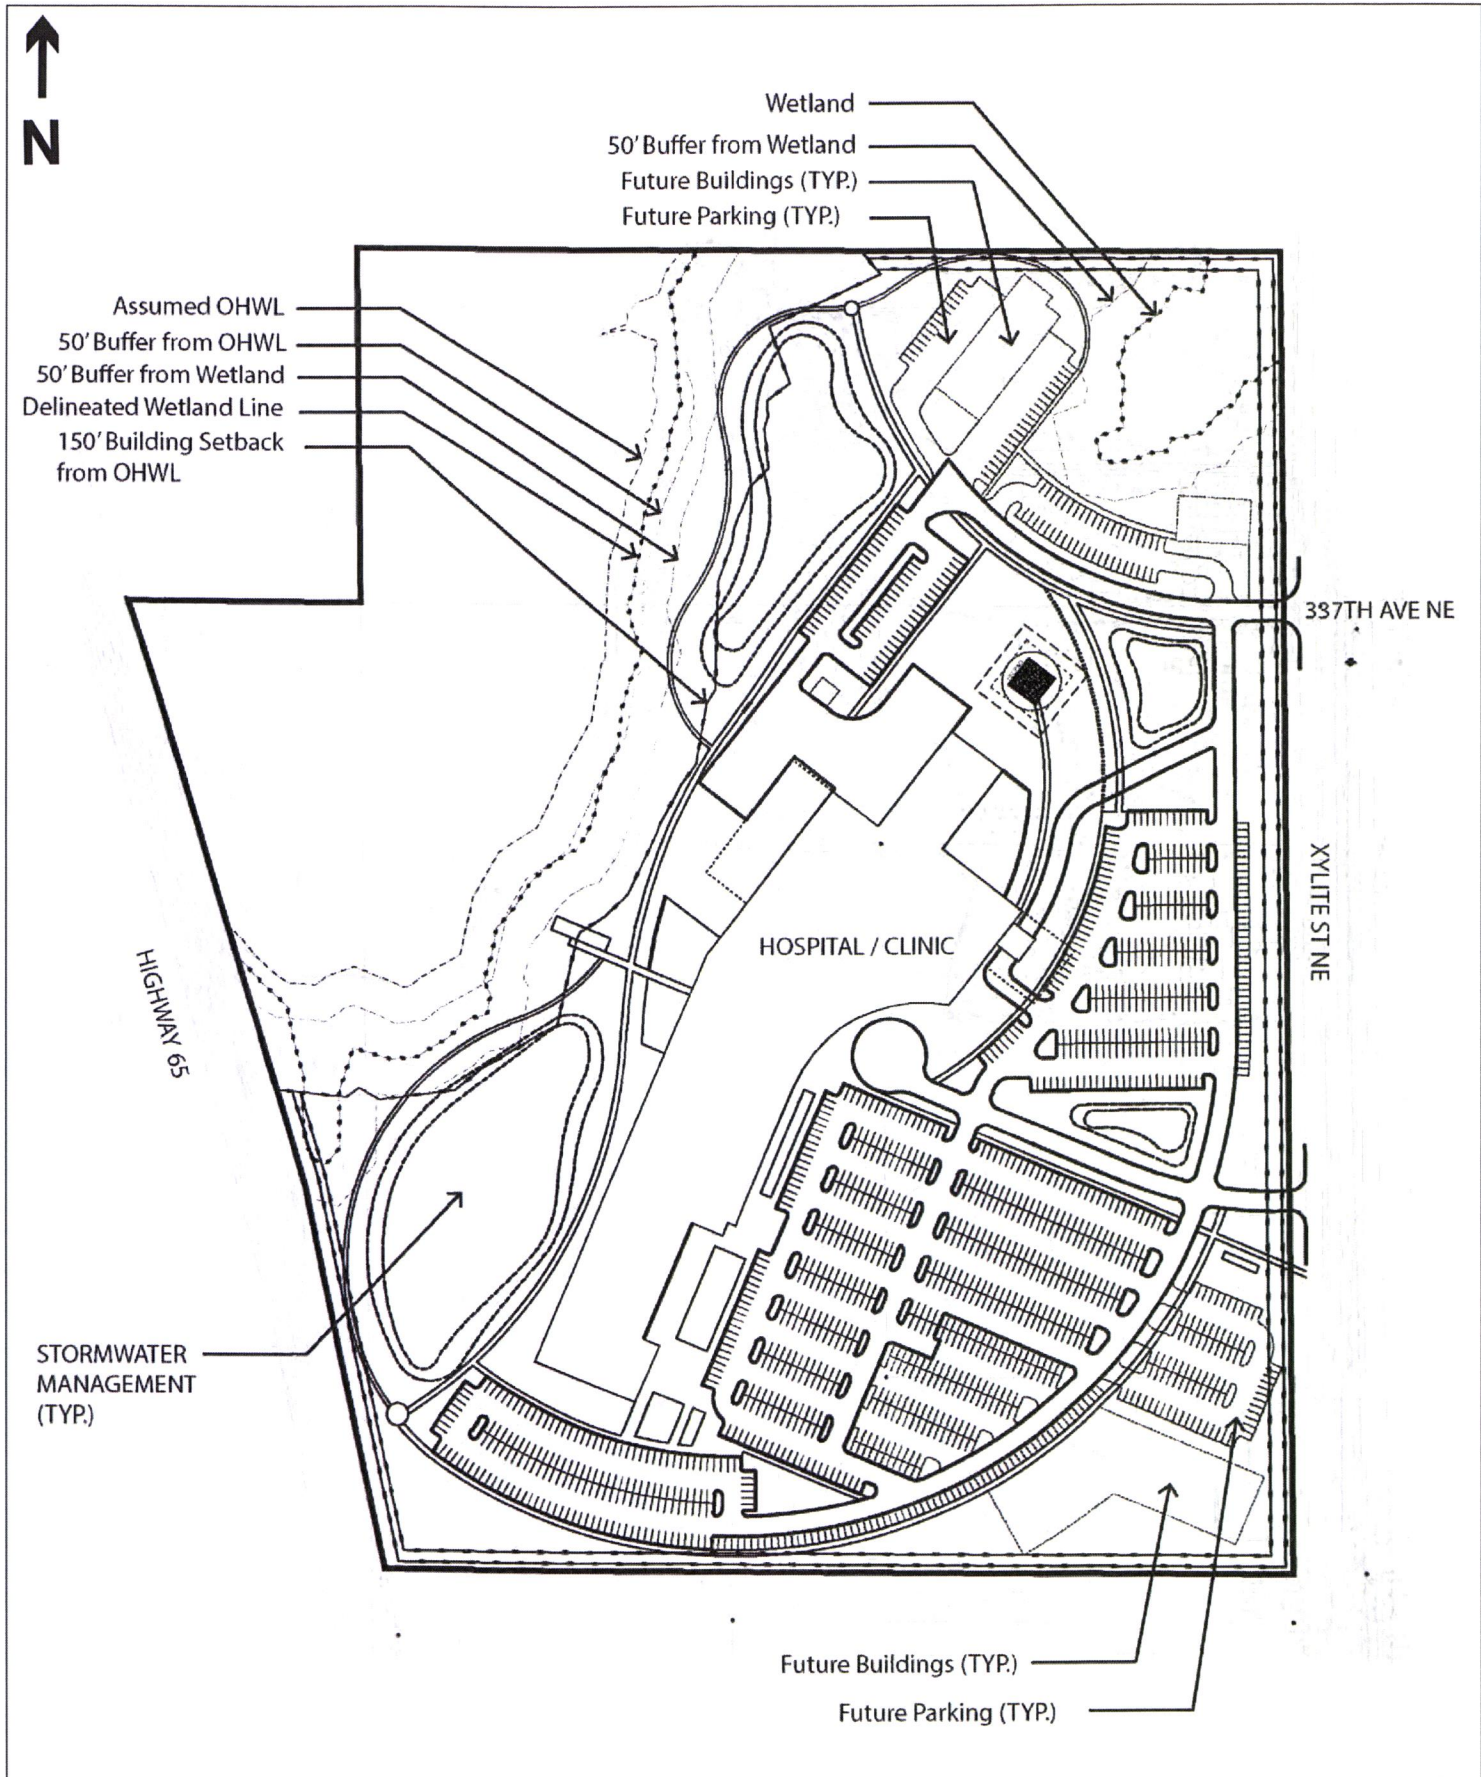 N
Wetland
50' Buffer from Wetland
Future Buildings (TYP.)
Future Parking (TYP.)
Assumed OHWL
50' Buffer from OHWL
50' Buffer from Wetland
Delineated Wetland Line
150' Building Setback
from OHWL
337TH AVE NE
XYLITE ST NE
HOSPITAL / CLINIC
HIGHWAY 65
STORMWATER
MANAGEMENT
(TYP.)
Future Buildings (TYP.)
Future Parking (TYP.)